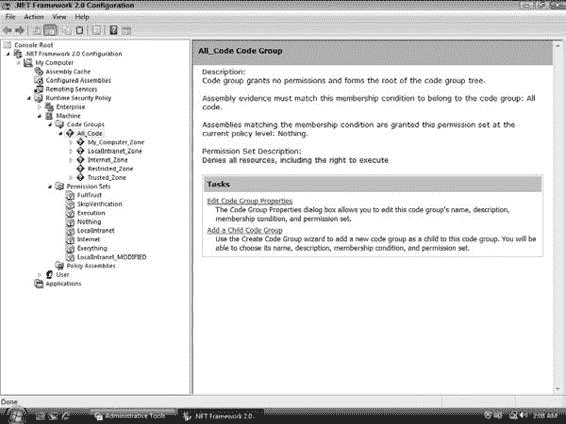 .NET Framework 2.0 Configuration
File Action View Help
Console Root
.NET Framework 2.0 Configuration
My Computer
Assembly Cache
Configured Assemblies
Remoting Services
Runtime Security Policy
Enterprise
Machine
Code Groups
All_Code
My_Computer_Zone
LocalIntranet_Zone
Internet_Zone
Restricted_Zone
Trusted_Zone
Permission Sets
FullTrust
SkipVerification
Execution
Nothing
LocalIntranet
Internet
Everything
LocalIntranet_MODIFIED
Policy Assemblies
User
Applications
All_Code Code Group
Description:
Code group grants no permissions and forms the root of the code group tree.
Assembly evidence must match this membership condition to belong to the code group: All
code.
Assemblies matching the membership condition are granted this permission set at the
current policy level: Nothing.
Permission Set Description:
Denies all resources, including the right to execute
Tasks
Edit Code Group Properties
The Code Group Properties dialog box allows you to edit this code group's name, description,
membership condition, and permission set.
Add a Child Code Group
Use the Create Code Group wizard to add a new code group as a child to this code group. You will be
able to choose its name, description, membership condition, and permission set.
Done
Administrative Tools
.NET Framework 2.0...